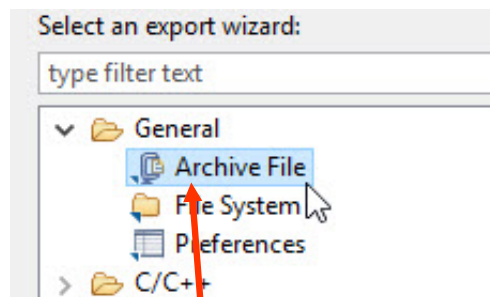 Select an export wizard:
type filter text
General
Archive File
File System
Preferences
C/C++